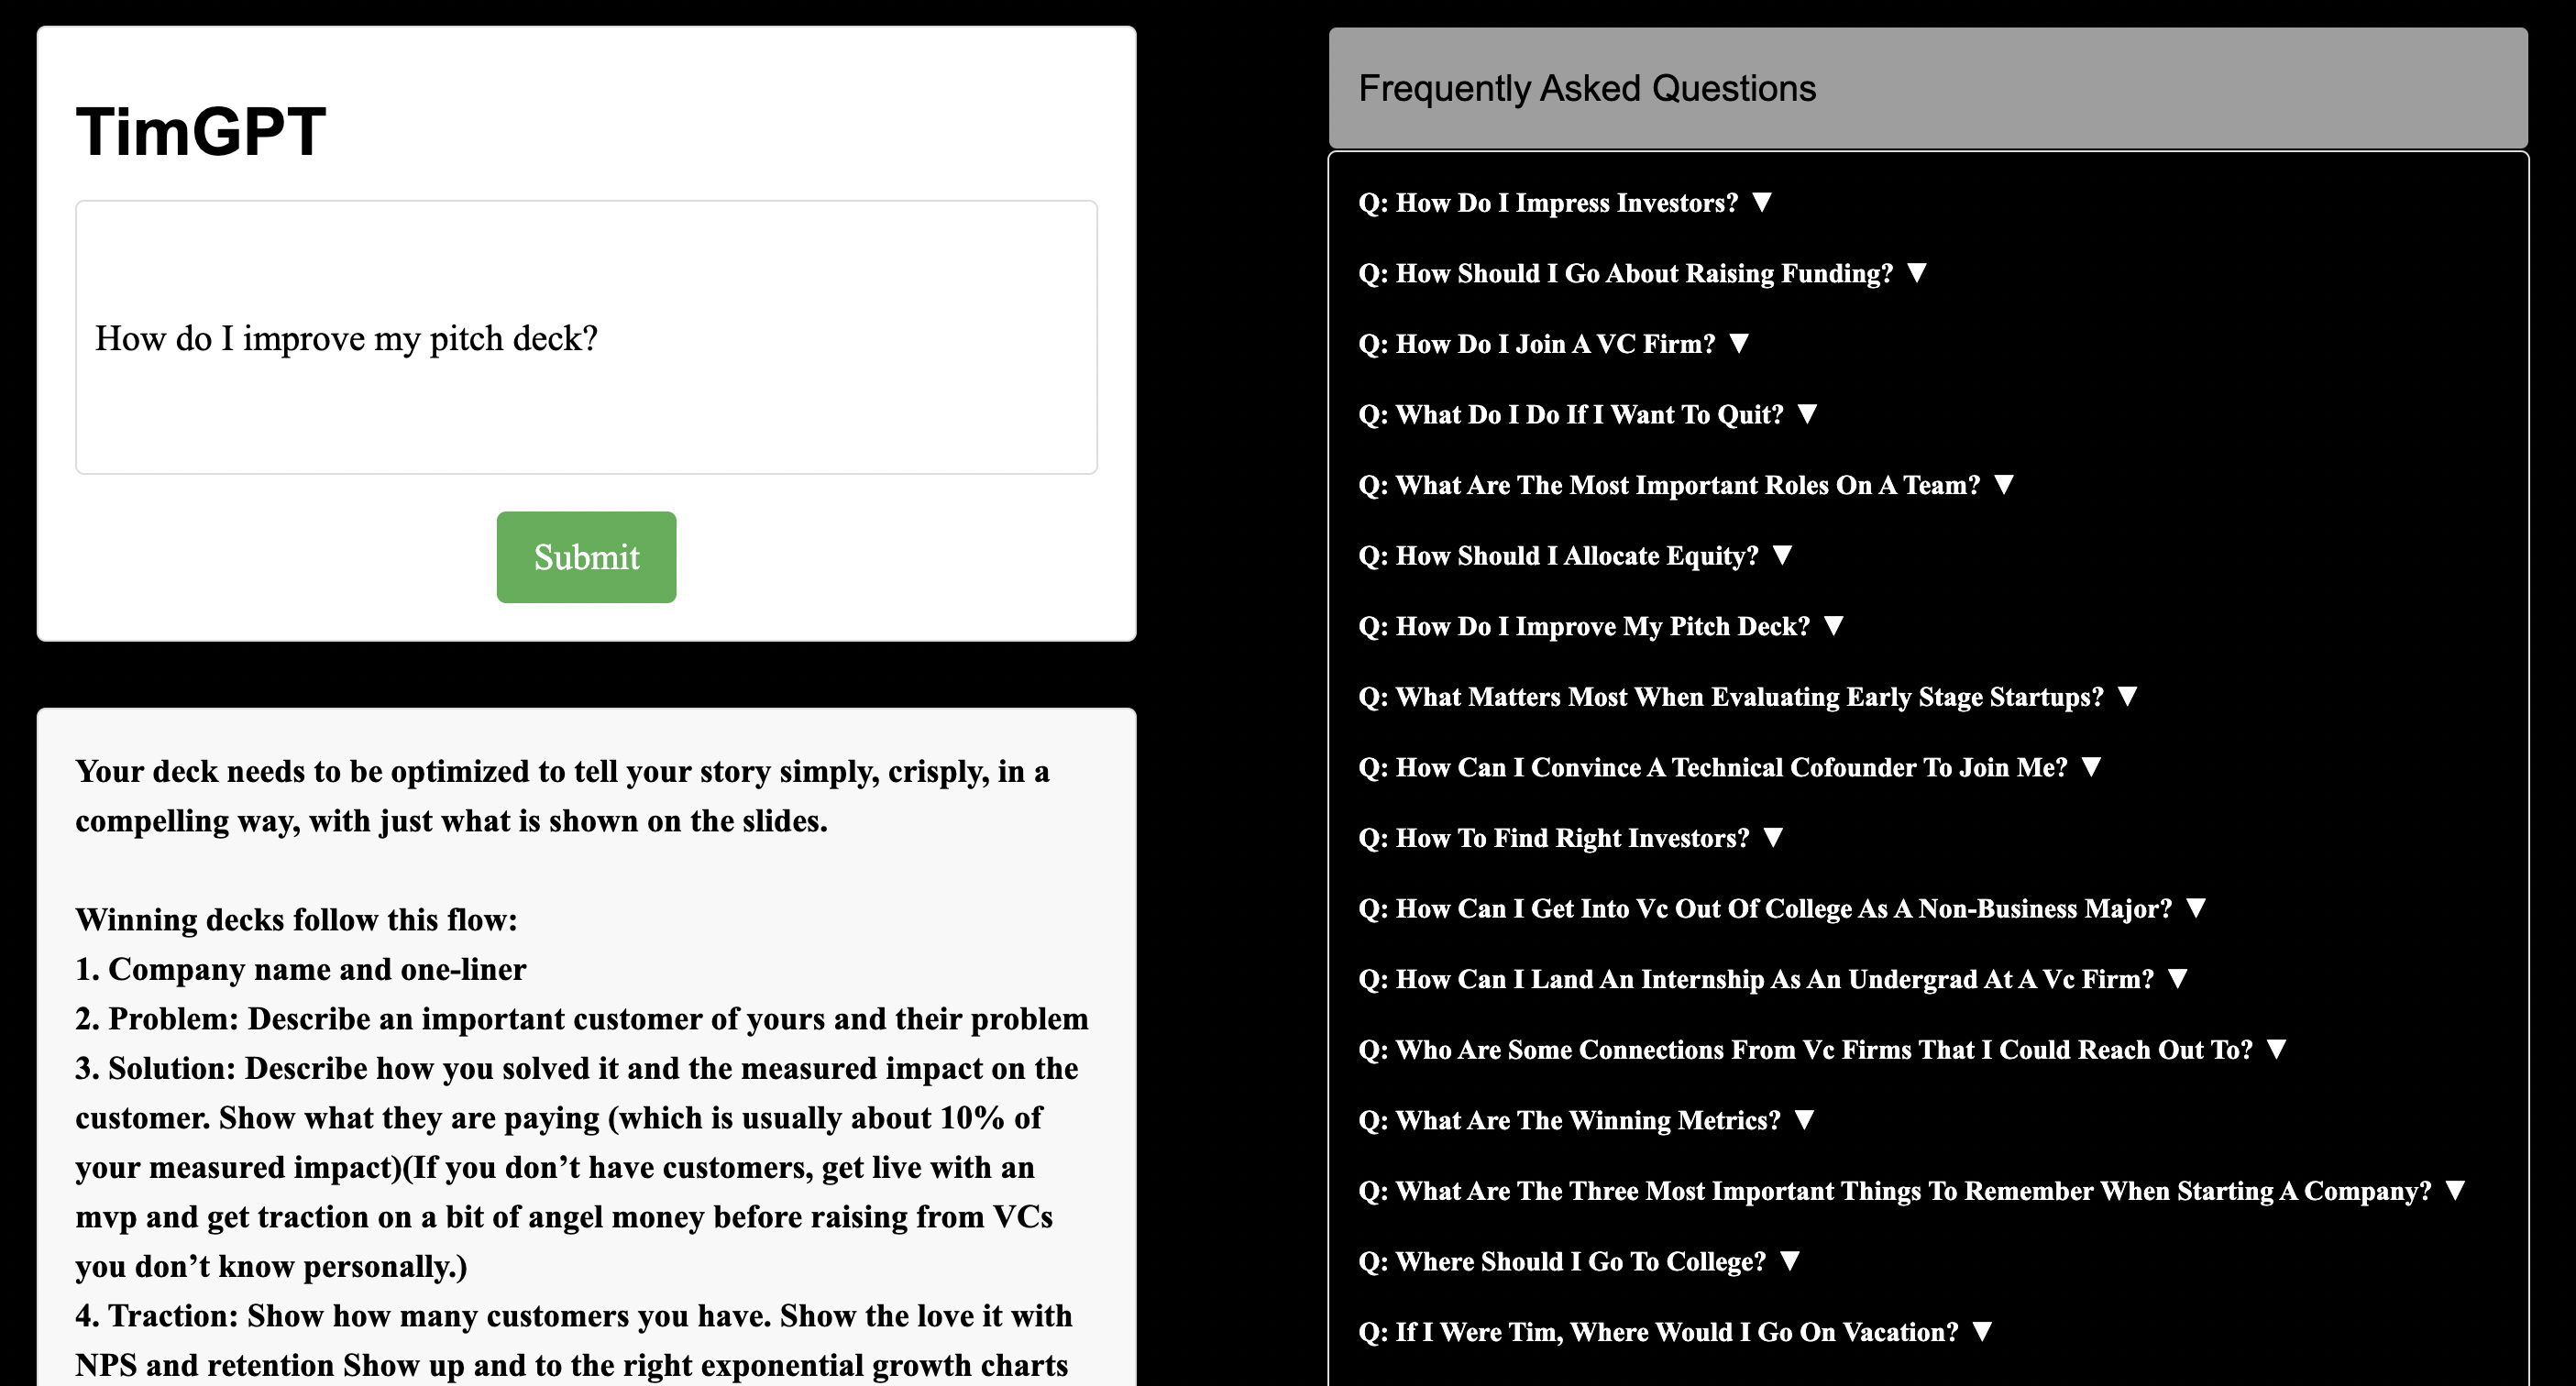 TimGPT
How do I improve my pitch deck?
Submit
Your deck needs to be optimized to tell your story simply, crisply, in a
compelling way, with just what is shown on the slides.
Winning decks follow this flow:
1. Company name and one-liner
2. Problem: Describe an important customer of yours and their problem
3. Solution: Describe how you solved it and the measured impact on the
customer. Show what they are paying (which is usually about 10% of
your measured impact)(If you don’t have customers, get live with an
mvp and get traction on a bit of angel money before raising from VCs
you don’t know personally.)
4. Traction: Show how many customers you have. Show the love it with
NPS and retention Show up and to the right exponential growth charts
Frequently Asked Questions
Q: How Do I Impress Investors? ▼
Q: How Should I Go About Raising Funding? ▼
Q: How Do I Join A VC Firm? ▼
Q: What Do I Do If I Want To Quit? ▼
Q: What Are The Most Important Roles On A Team? ▼
Q: How Should I Allocate Equity? ▼
Q: How Do I Improve My Pitch Deck? ▼
Q: What Matters Most When Evaluating Early Stage Startups? ▼
Q: How Can I Convince A Technical Cofounder To Join Me? ▼
Q: How To Find Right Investors? ▼
Q: How Can I Get Into Vc Out Of College As A Non-Business Major? ▼
Q: How Can I Land An Internship As An Undergrad At A Vc Firm? ▼
Q: Who Are Some Connections From Vc Firms That I Could Reach Out To? ▼
Q: What Are The Winning Metrics? ▼
Q: What Are The Three Most Important Things To Remember When Starting A Company? ▼
Q: Where Should I Go To College? ▼
Q: If I Were Tim, Where Would I Go On Vacation? ▼